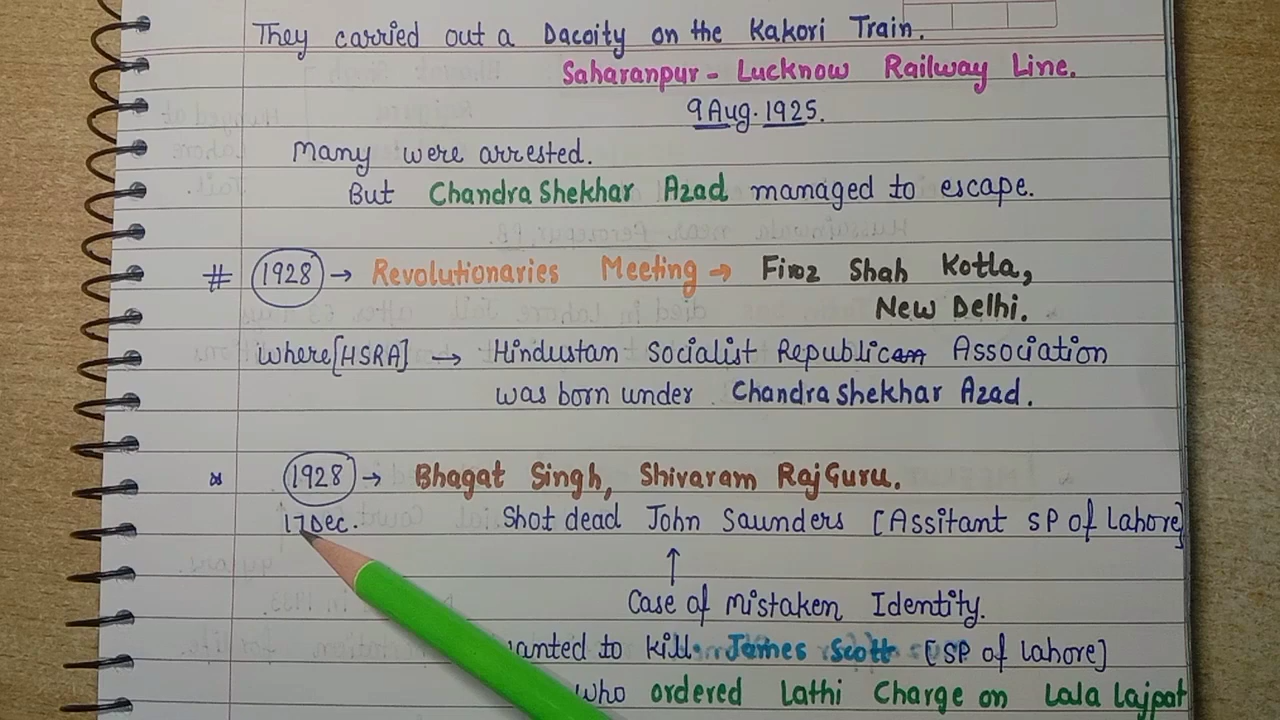 They carried out a Dacoity on the Kakori Train.
Saharanpur - Lucknow Railway Line.
9 Aug. 1925.
Many were arrested.
But Chandra Shekhar Azad managed to escape.
# 1928 → Revolutionaries Meeting → Firoz Shah Kotla,
New Delhi.
where [HSRA] → Hindustan Socialist Republican Association
was born under Chandra Shekhar Azad.
1928 → Bhagat Singh, Shivaram RajGuru.
17 Dec. Shot dead John Saunders [Assitant SP of Lahore]
↑
Case of Mistaken Identity.
wanted to kill James Scott [SP of Lahore]
who ordered Lathi Charge on Lala Lajpat